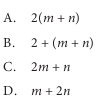 A. 2(m + n)
B. 2 + (m + n)
C. 2m + n
D. m + 2n